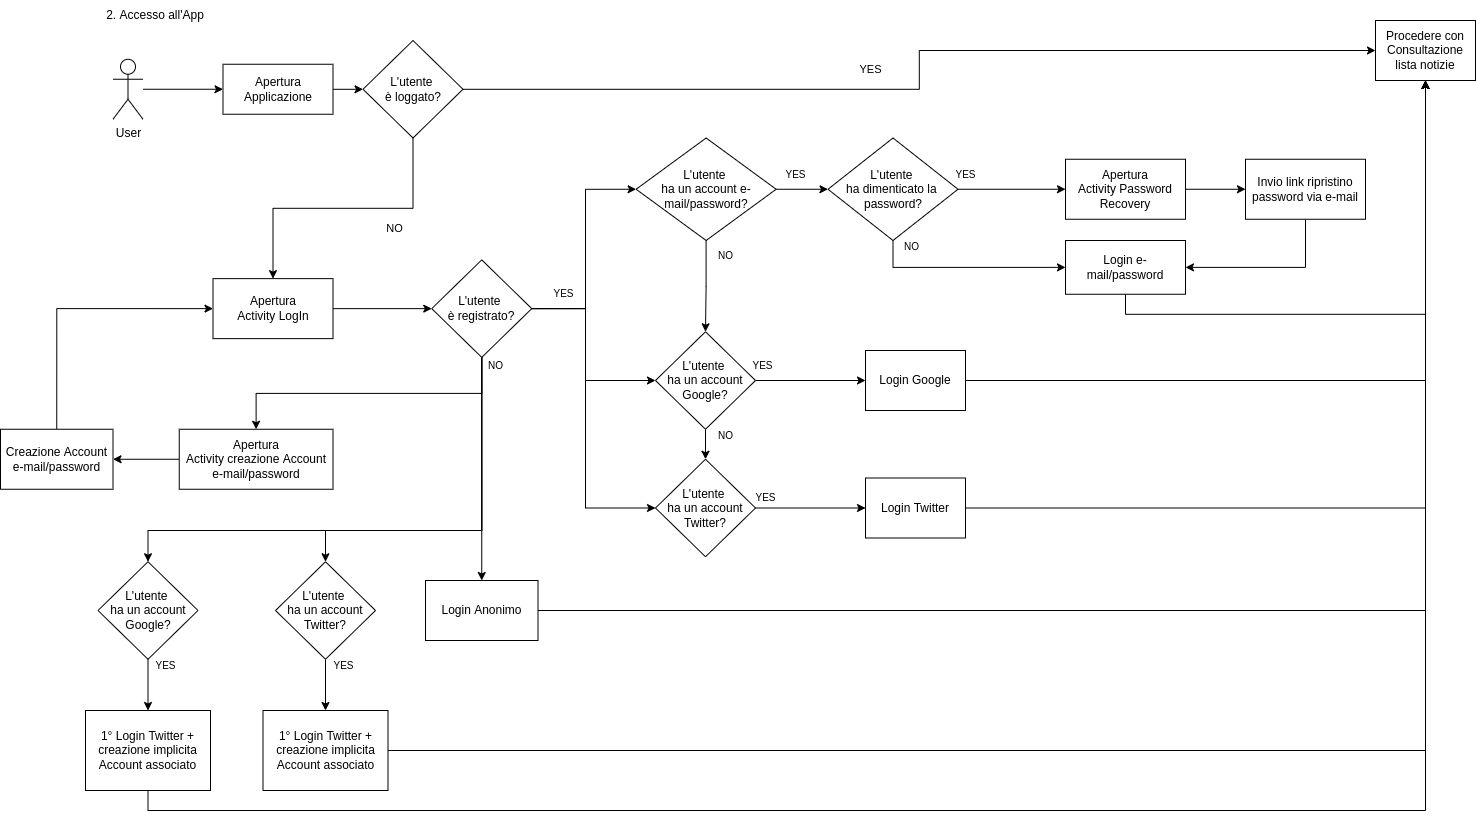 2. Accesso all'App
User
Apertura
Applicazione
L'utente
è loggato?
YES
Procedere con
Consultazione
lista notizie
NO
L'utente
ha un account e-
mail/password?
YES
L'utente
ha dimenticato la
password?
YES
Apertura
Activity Password
Recovery
Invio link ripristino
password via e-mail
NO
NO
Login e-
mail/password
Apertura
Activity LogIn
L'utente
è registrato?
YES
NO
L'utente
ha un account
Google?
YES
Login Google
NO
Creazione Account
e-mail/password
Apertura
Activity creazione Account
e-mail/password
L'utente
ha un account
Twitter?
YES
Login Twitter
L'utente
ha un account
Google?
YES
L'utente
ha un account
Twitter?
YES
Login Anonimo
1° Login Twitter +
creazione implicita
Account associato
1° Login Twitter +
creazione implicita
Account associato